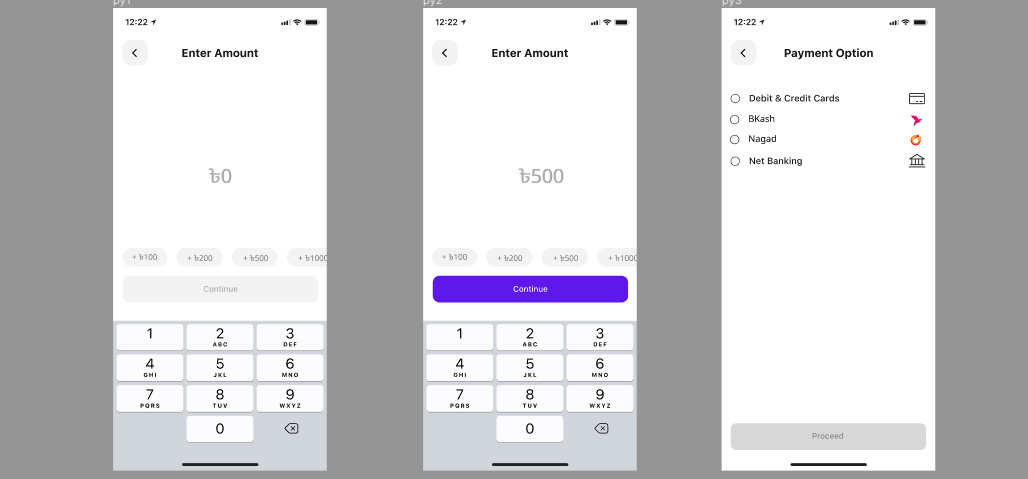 py1
12:22
Enter Amount
৳0
+ ৳100
+ ৳200
+ ৳500
+ ৳1000
Continue
1
2
ABC
3
DEF
4
GHI
5
JKL
6
MNO
7
PQRS
8
TUV
9
WXYZ
0
py2
12:22
Enter Amount
৳500
+ ৳100
+ ৳200
+ ৳500
+ ৳1000
Continue
1
2
ABC
3
DEF
4
GHI
5
JKL
6
MNO
7
PQRS
8
TUV
9
WXYZ
0
py3
12:22
Payment Option
Debit & Credit Cards
BKash
Nagad
Net Banking
Proceed